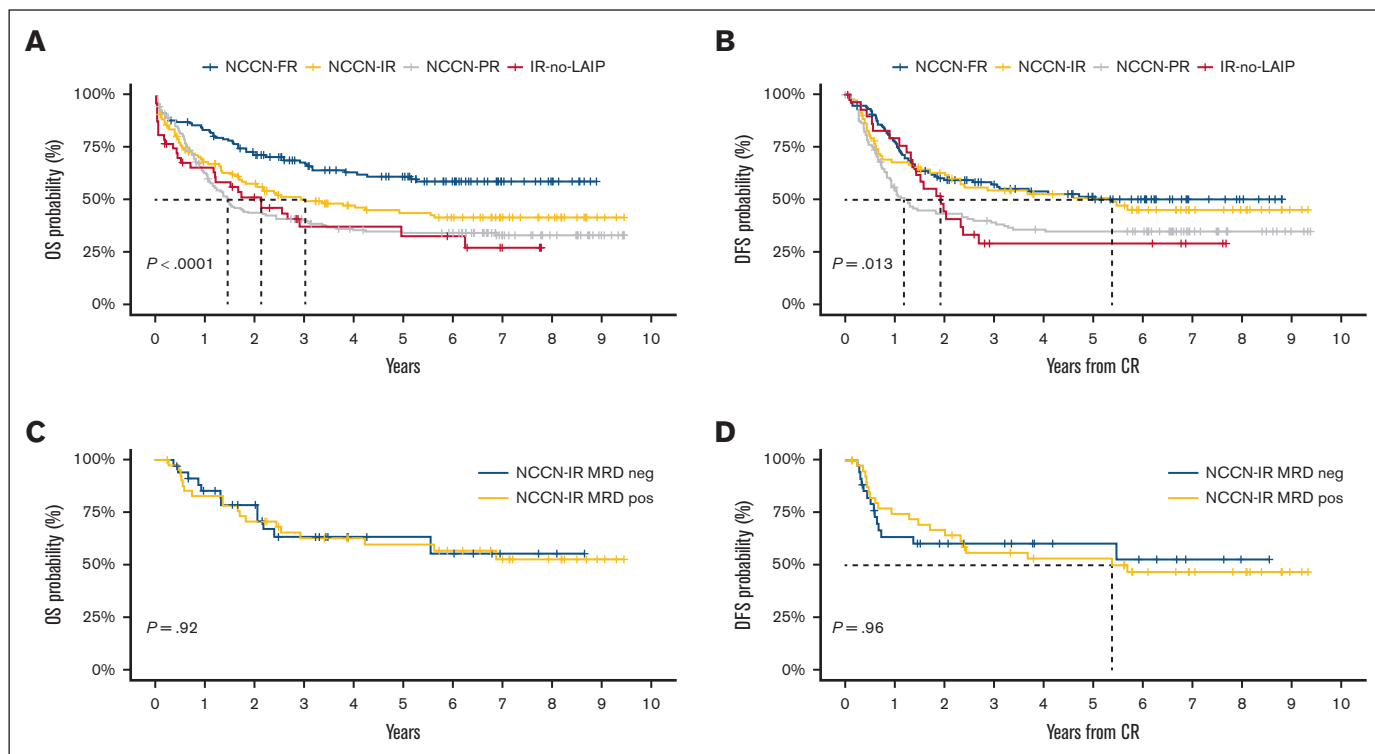 A
NCCN-FR NCCN-IR NCCN-PR IR-no-LAIP
OS probability (%)
100%
75%
50%
25%
0%
P < .0001
0 1 2 3 4 5 6 7 8 9 10
Years
B
NCCN-FR NCCN-IR NCCN-PR IR-no-LAIP
DFS probability (%)
100%
75%
50%
25%
0%
P = .013
0 1 2 3 4 5 6 7 8 9 10
Years from CR
C
NCCN-IR MRD neg
NCCN-IR MRD pos
OS probability (%)
100%
75%
50%
25%
0%
P = .92
0 1 2 3 4 5 6 7 8 9 10
Years
D
NCCN-IR MRD neg
NCCN-IR MRD pos
DFS probability (%)
100%
75%
50%
25%
0%
P = .96
0 1 2 3 4 5 6 7 8 9 10
Years from CR